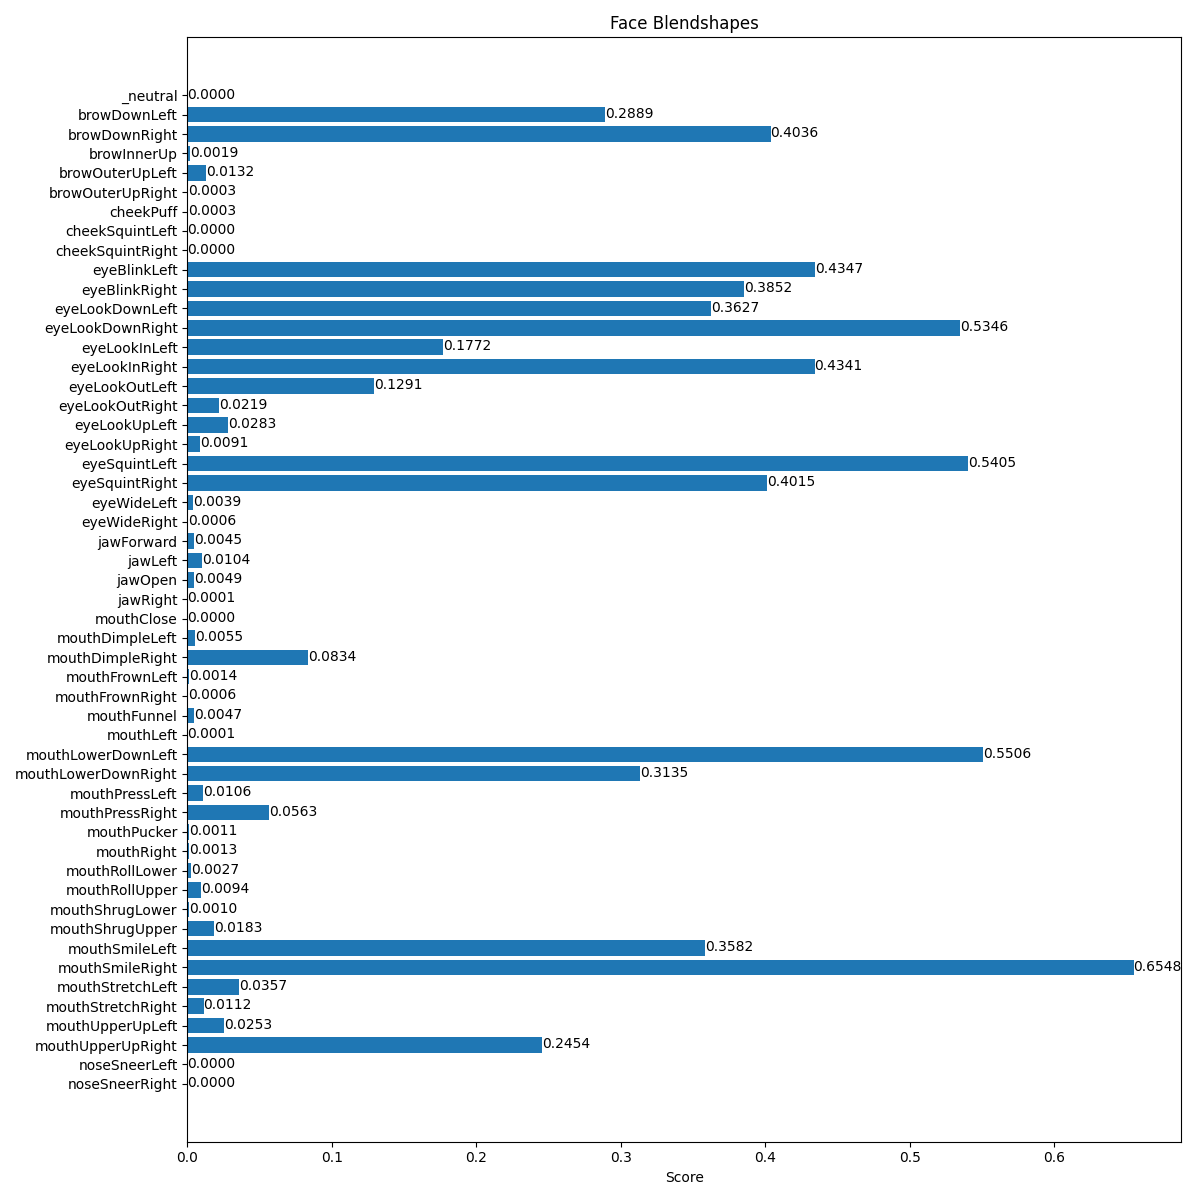 Face Blendshapes
_neutral 0.0000
browDownLeft 0.2889
browDownRight 0.4036
browInnerUp 0.0019
browOuterUpLeft 0.0132
browOuterUpRight 0.0003
cheekPuff 0.0003
cheekSquintLeft 0.0000
cheekSquintRight 0.0000
eyeBlinkLeft 0.4347
eyeBlinkRight 0.3852
eyeLookDownLeft 0.3627
eyeLookDownRight 0.5346
eyeLookInLeft 0.1772
eyeLookInRight 0.4341
eyeLookOutLeft 0.1291
eyeLookOutRight 0.0219
eyeLookUpLeft 0.0283
eyeLookUpRight 0.0091
eyeSquintLeft 0.5405
eyeSquintRight 0.4015
eyeWideLeft 0.0039
eyeWideRight 0.0006
jawForward 0.0045
jawLeft 0.0104
jawOpen 0.0049
jawRight 0.0001
mouthClose 0.0000
mouthDimpleLeft 0.0055
mouthDimpleRight 0.0834
mouthFrownLeft 0.0014
mouthFrownRight 0.0006
mouthFunnel 0.0047
mouthLeft 0.0001
mouthLowerDownLeft 0.5506
mouthLowerDownRight 0.3135
mouthPressLeft 0.0106
mouthPressRight 0.0563
mouthPucker 0.0011
mouthRight 0.0013
mouthRollLower 0.0027
mouthRollUpper 0.0094
mouthShrugLower 0.0010
mouthShrugUpper 0.0183
mouthSmileLeft 0.3582
mouthSmileRight 0.6548
mouthStretchLeft 0.0357
mouthStretchRight 0.0112
mouthUpperUpLeft 0.0253
mouthUpperUpRight 0.2454
noseSneerLeft 0.0000
noseSneerRight 0.0000
0.0 0.1 0.2 0.3 0.4 0.5 0.6
Score